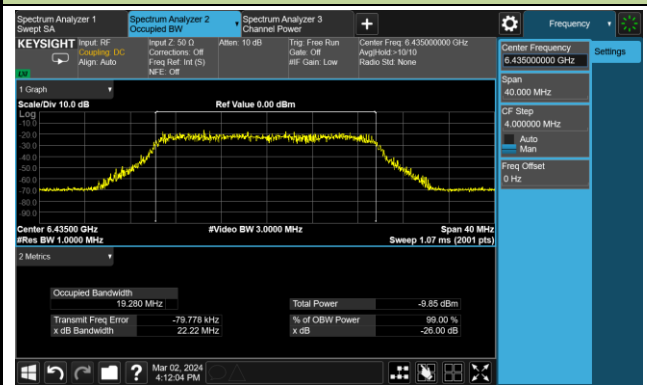 Spectrum Analyzer 1
Swept SA
Spectrum Analyzer 2
Occupied BW
Spectrum Analyzer 3
Channel Power
+
Frequency
KEYSIGHT
Input: RF
Coupling: DC
Align: Auto
Input Z: 50 Ω
Corrections: Off
Freq Ref: Int (S)
NFE: Off
Atten: 10 dB
Trig: Free Run
Gate: Off
#IF Gain: Low
Center Freq: 6.435000000 GHz
Avg|Hold:>10/10
Radio Std: None
Center Frequency
6.435000000 GHz
Settings
Span
40.000 MHz
CF Step
4.000000 MHz
Auto
Man
Freq Offset
0 Hz
1 Graph
Scale/Div 10.0 dB
Ref Value 0.00 dBm
Log
-10.0
-20.0
-30.0
-40.0
-50.0
-60.0
-70.0
-80.0
-90.0
Center 6.43500 GHz
#Video BW 3.0000 MHz
Span 40 MHz
#Res BW 1.0000 MHz
Sweep 1.07 ms (2001 pts)
2 Metrics
Occupied Bandwidth
19.280 MHz
Total Power
-9.85 dBm
Transmit Freq Error
-79.778 kHz
% of OBW Power
99.00 %
x dB Bandwidth
22.22 MHz
x dB
-26.00 dB
?
Mar 02, 2024
4:12:04 PM